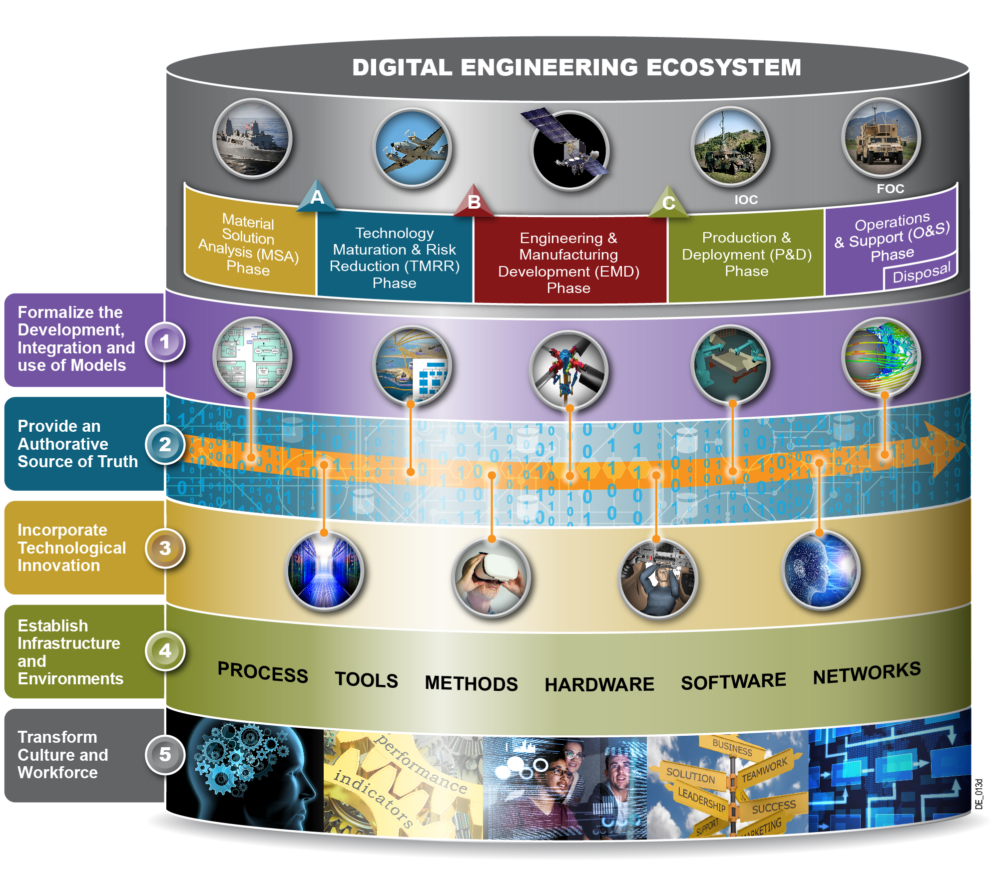 DIGITAL ENGINEERING ECOSYSTEM
A
B
C
IOC
FOC
Material
Solution
Analysis (MSA)
Phase
Technology
Maturation & Risk
Reduction (TMRR)
Phase
Engineering &
Manufacturing
Development (EMD)
Phase
Production &
Deployment (P&D)
Phase
Operations
& Support (O&S)
Phase
Disposal
Formalize the
Development,
Integration and
use of Models
1
Provide an
Authorative
Source of Truth
2
Incorporate
Technological
Innovation
3
Establish
Infrastructure
and
Environments
4
PROCESS
TOOLS
METHODS
HARDWARE
SOFTWARE
NETWORKS
Transform
Culture and
Workforce
5
performance
indicators
BUSINESS
SOLUTION
TEAMWORK
LEADERSHIP
SUCCESS
SUPPORT
MARKETING
DE_013d